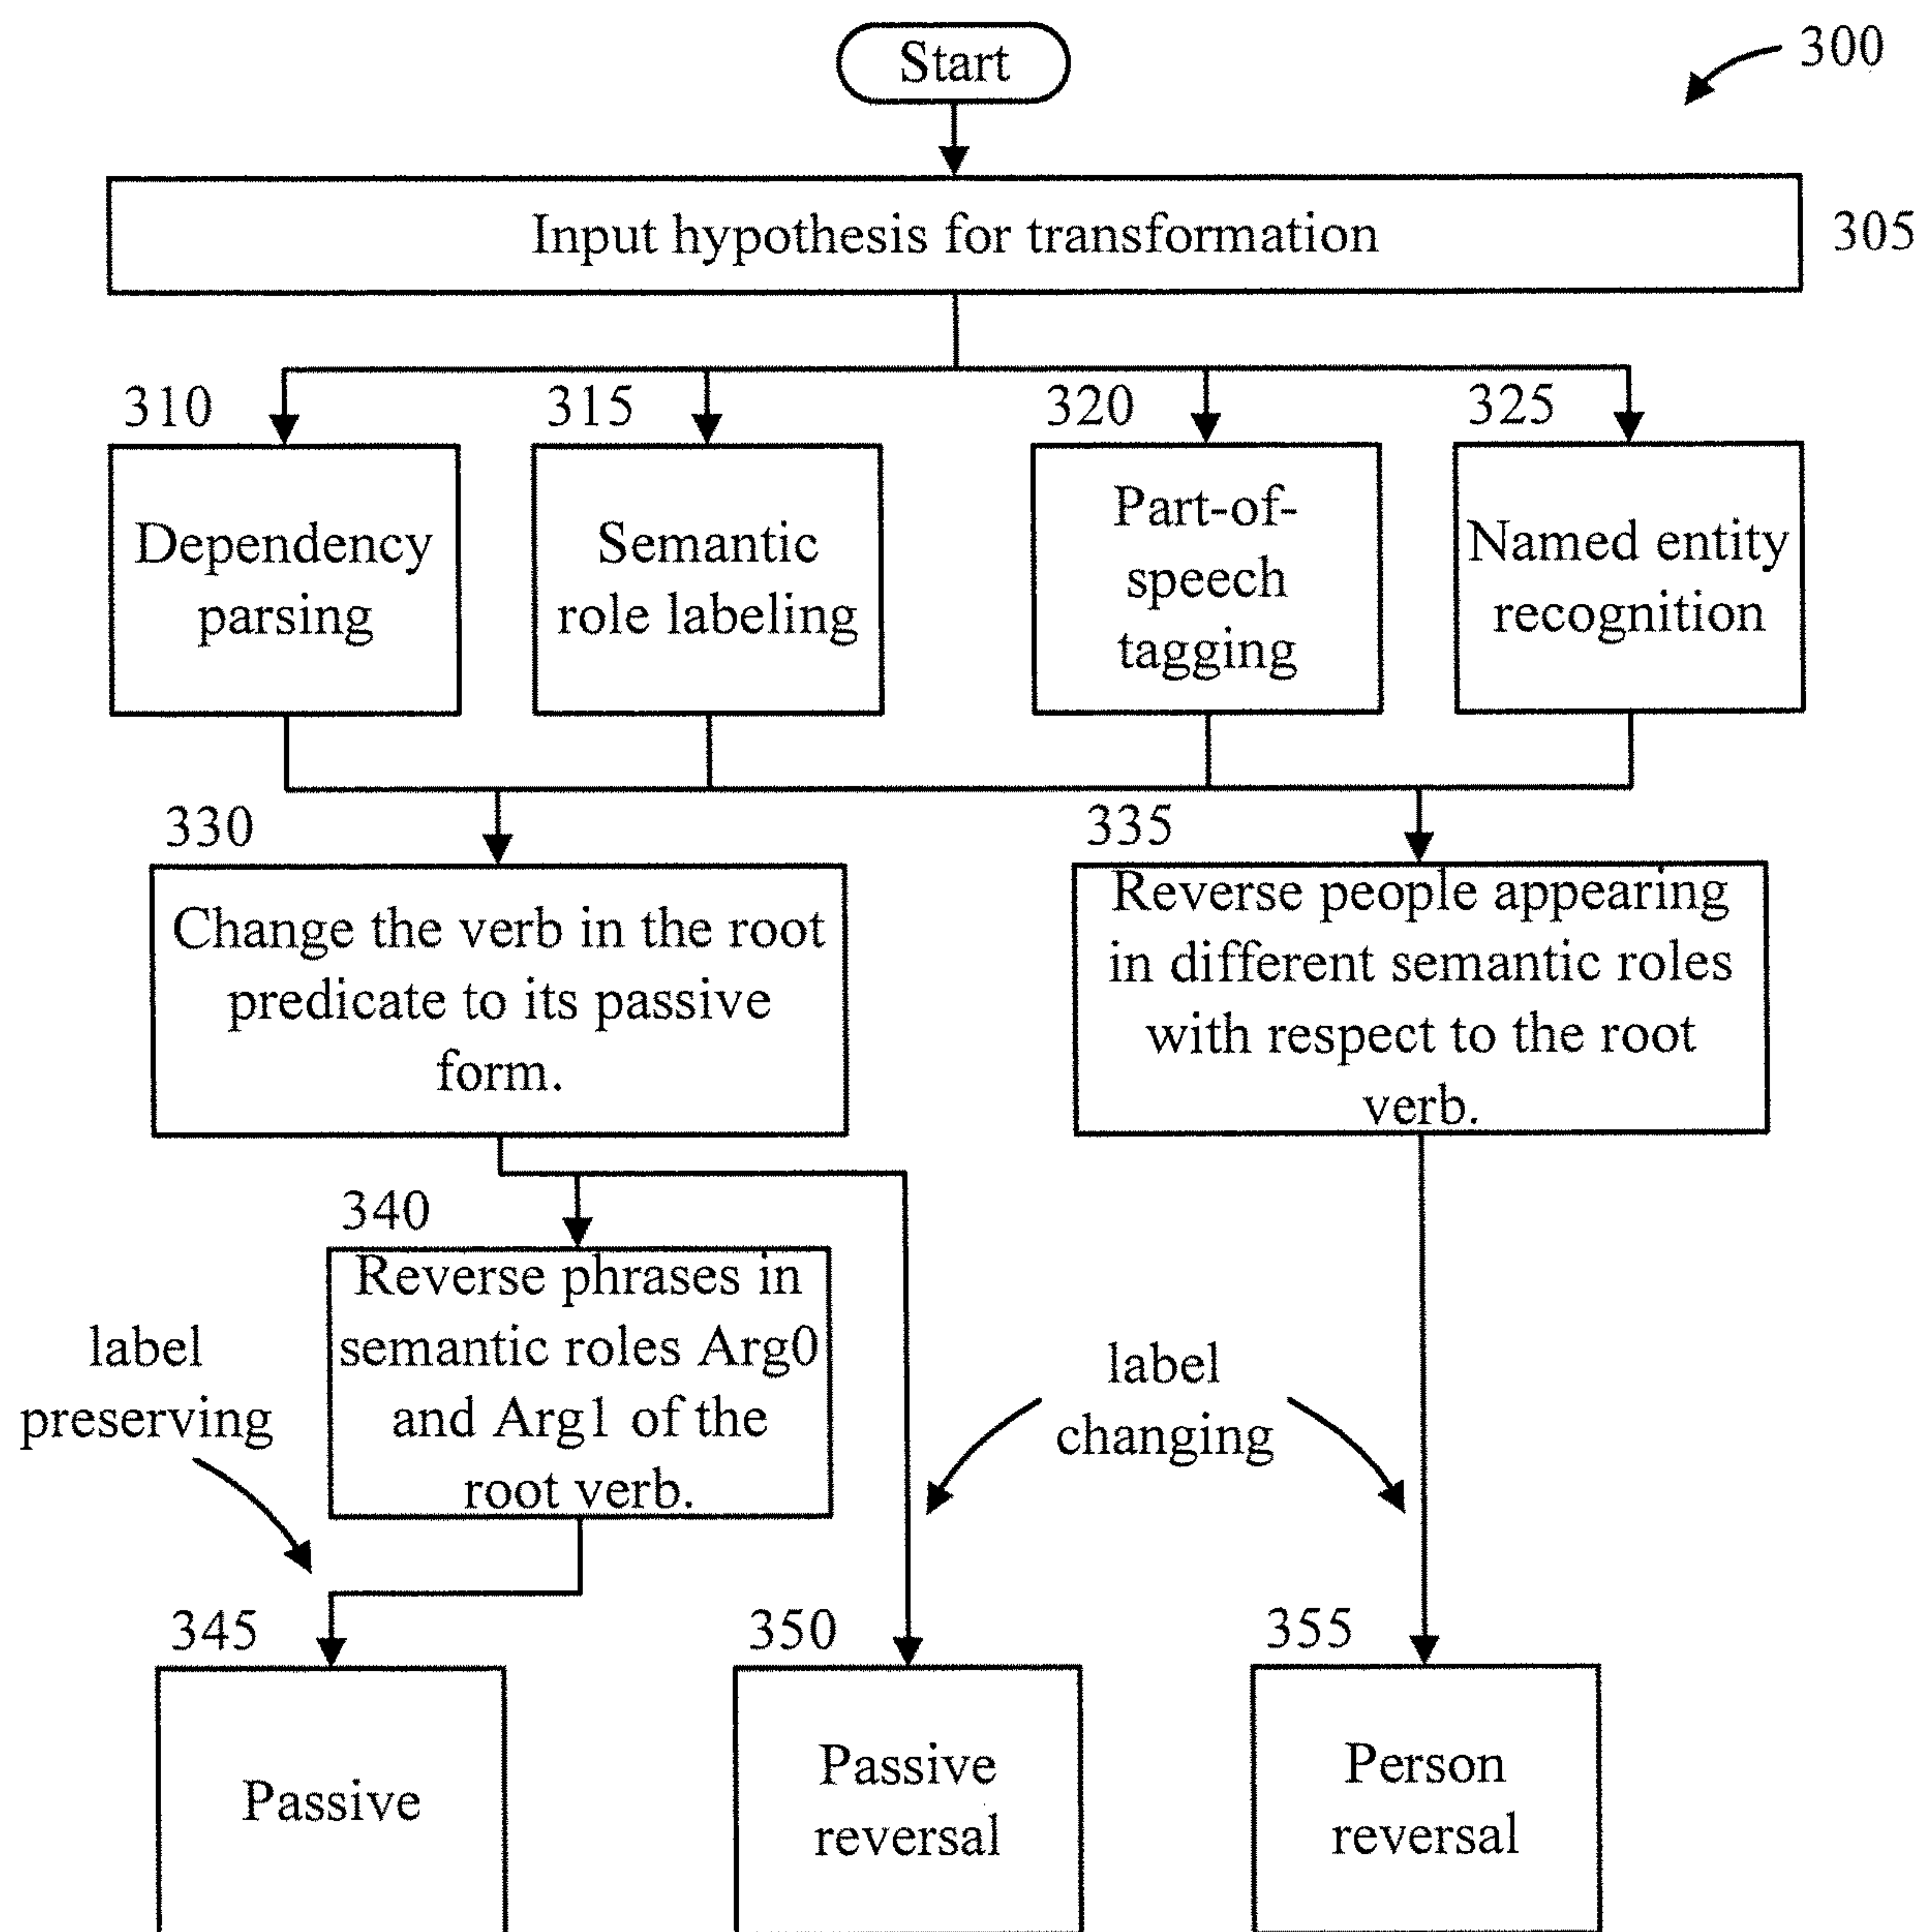 Start
300
Input hypothesis for transformation
305
310
315
320
325
Dependency
parsing
Semantic
role labeling
Part-of-
speech
tagging
Named entity
recognition
330
335
Change the verb in the root
predicate to its passive
form.
Reverse people appearing
in different semantic roles
with respect to the root
verb.
340
Reverse phrases in
semantic roles Arg0
and Arg1 of the
root verb.
label
preserving
label
changing
345
350
355
Passive
Passive
reversal
Person
reversal